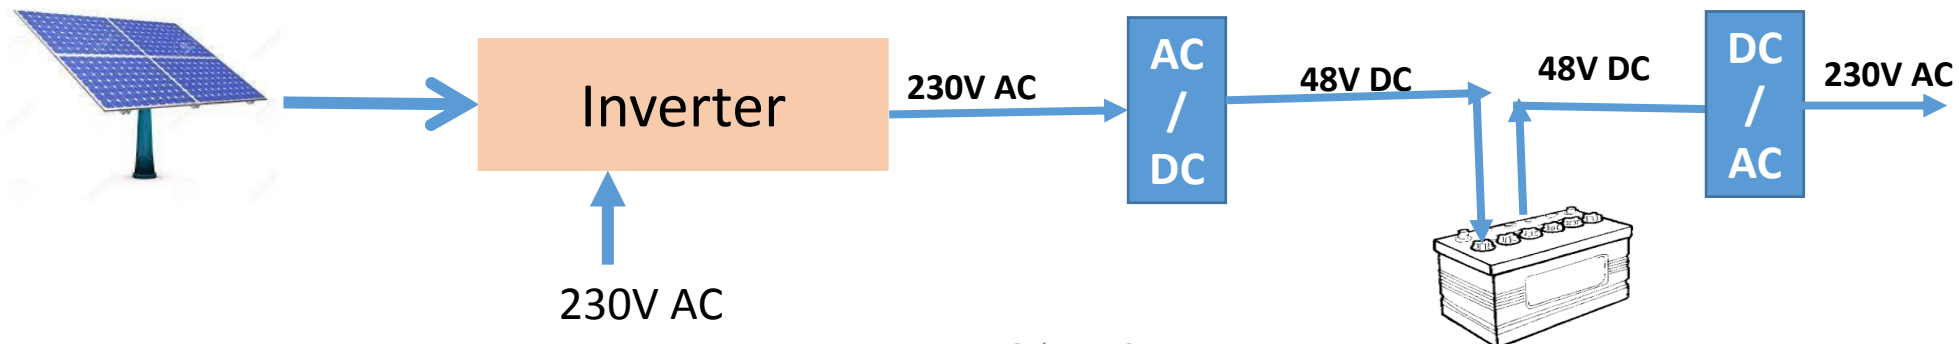 Inverter
230V AC
230V AC
AC
/
DC
48V DC
48V DC
DC
/
AC
230V AC